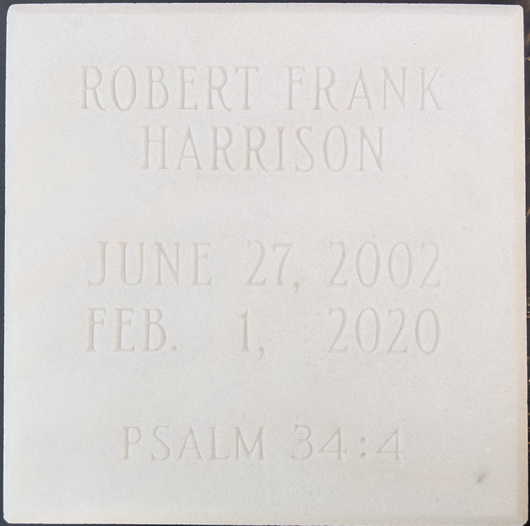 ROBERT FRANK
HARRISON
JUNE 27, 2002
FEB. 1, 2020
PSALM 34:4